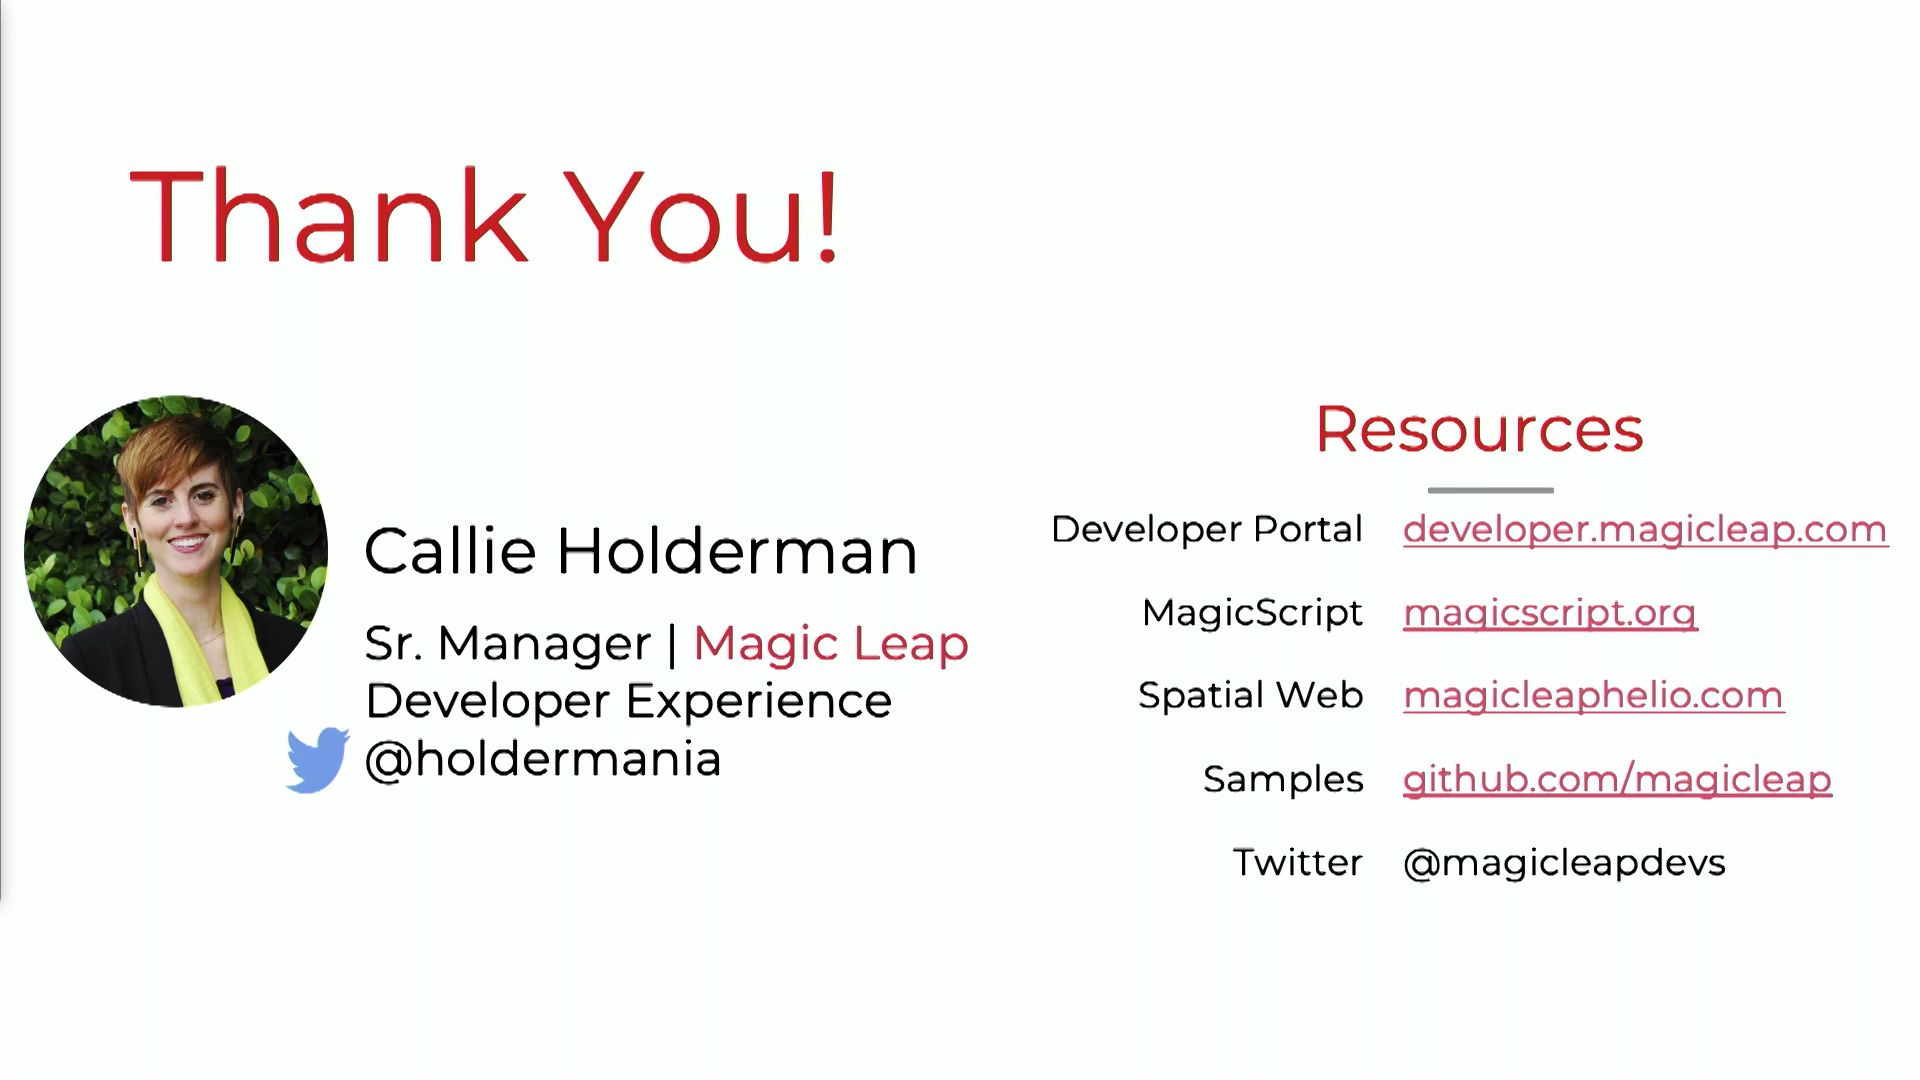 Thank You!
Callie Holderman
Sr. Manager | Magic Leap
Developer Experience
@holdermania
Resources
Developer Portal developer.magicleap.com
MagicScript magicscript.org
Spatial Web magicleaphelio.com
Samples github.com/magicleap
Twitter @magicleapdevs